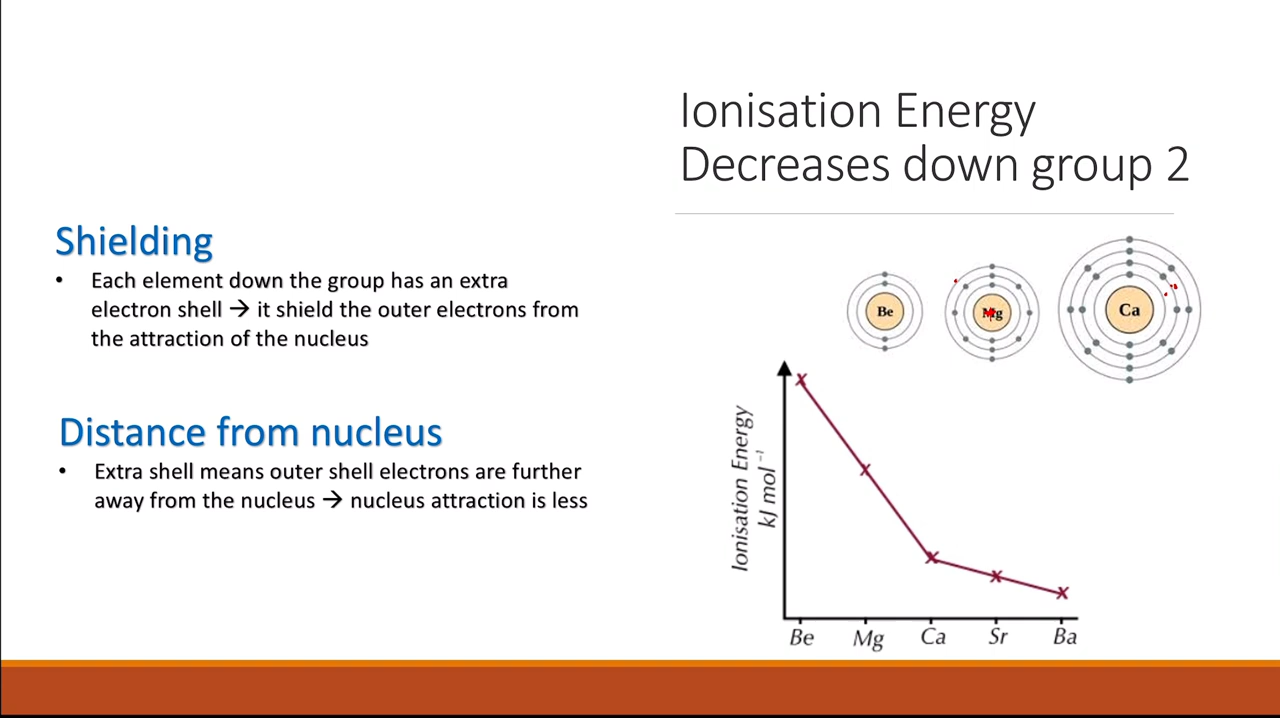 Ionisation Energy
Decreases down group 2
Shielding
• Each element down the group has an extra
electron shell → it shield the outer electrons from
the attraction of the nucleus
Distance from nucleus
• Extra shell means outer shell electrons are further
away from the nucleus → nucleus attraction is less
Be
Mg
Ca
Ionisation Energy
kJ mol⁻¹
Be Mg Ca Sr Ba